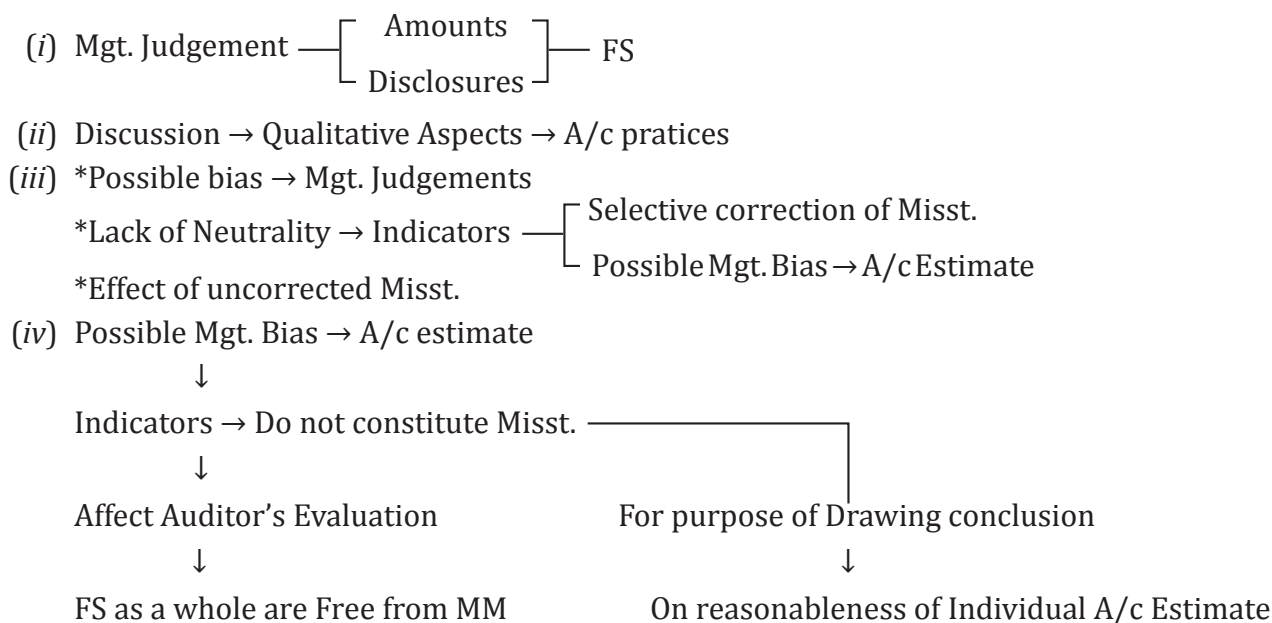 (i) Mgt. Judgement Amounts FS
Disclosures
(ii) Discussion → Qualitative Aspects → A/c pratices
(iii) *Possible bias → Mgt. Judgements
*Lack of Neutrality → Indicators Selective correction of Misst.
Possible Mgt. Bias → A/c Estimate
*Effect of uncorrected Misst.
(iv) Possible Mgt. Bias → A/c estimate
↓
Indicators → Do not constitute Misst.
↓
Affect Auditor’s Evaluation For purpose of Drawing conclusion
↓ ↓
FS as a whole are Free from MM On reasonableness of Individual A/c Estimate